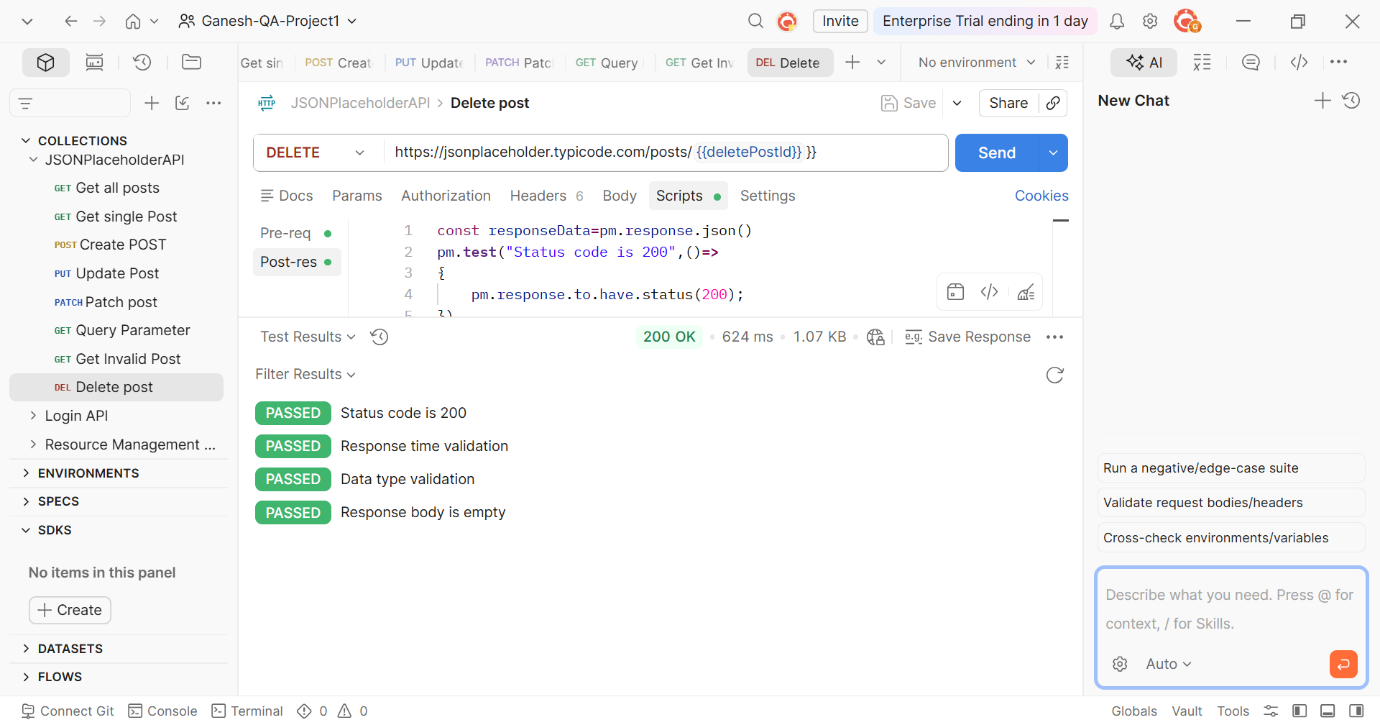 Ganesh-QA-Project1
Invite
Enterprise Trial ending in 1 day
Get sin
POST Creat
PUT Update
PATCH Patc
GET Query
GET Get Inv
DEL Delete
No environment
AI
HTTP JSONPlaceholderAPI > Delete post
Save
Share
New Chat
COLLECTIONS
JSONPlaceholderAPI
GET Get all posts
GET Get single Post
POST Create POST
PUT Update Post
PATCH Patch post
GET Query Parameter
GET Get Invalid Post
DEL Delete post
Login API
Resource Management ...
ENVIRONMENTS
SPECS
SDKS
No items in this panel
Create
DATASETS
FLOWS
DELETE
https://jsonplaceholder.typicode.com/posts/ {{deletePostId}} }}
Send
Docs
Params
Authorization
Headers 6
Body
Scripts
Settings
Cookies
Pre-req
Post-res
1 const responseData=pm.response.json()
2 pm.test("Status code is 200",()=>
3 {
4 pm.response.to.have.status(200);
5 })
Test Results
200 OK
624 ms
1.07 KB
e.g. Save Response
Filter Results
PASSED Status code is 200
PASSED Response time validation
PASSED Data type validation
PASSED Response body is empty
Run a negative/edge-case suite
Validate request bodies/headers
Cross-check environments/variables
Describe what you need. Press @ for
context, / for Skills.
Auto
Connect Git
Console
Terminal
0
0
Globals
Vault
Tools